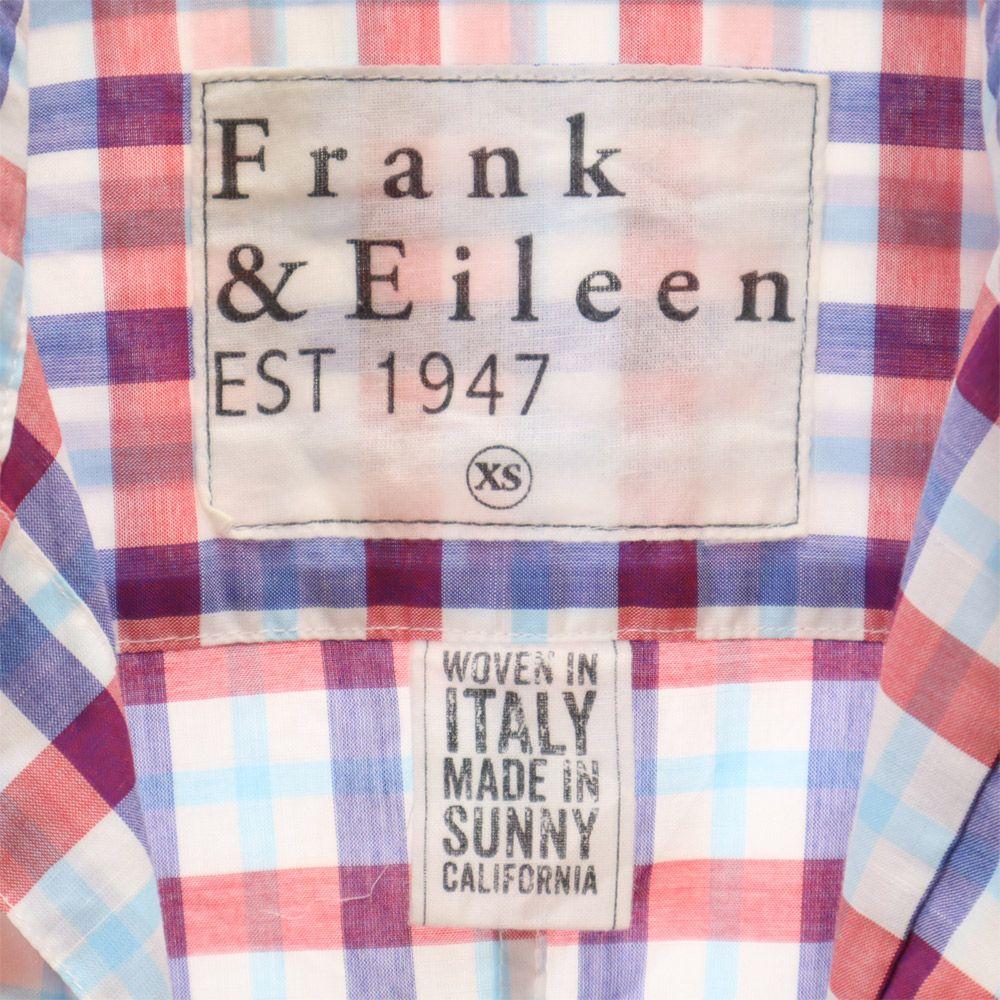 Frank
& Eileen
EST 1947
XS
WOVEN IN
ITALY
MADE IN
SUNNY
CALIFORNIA